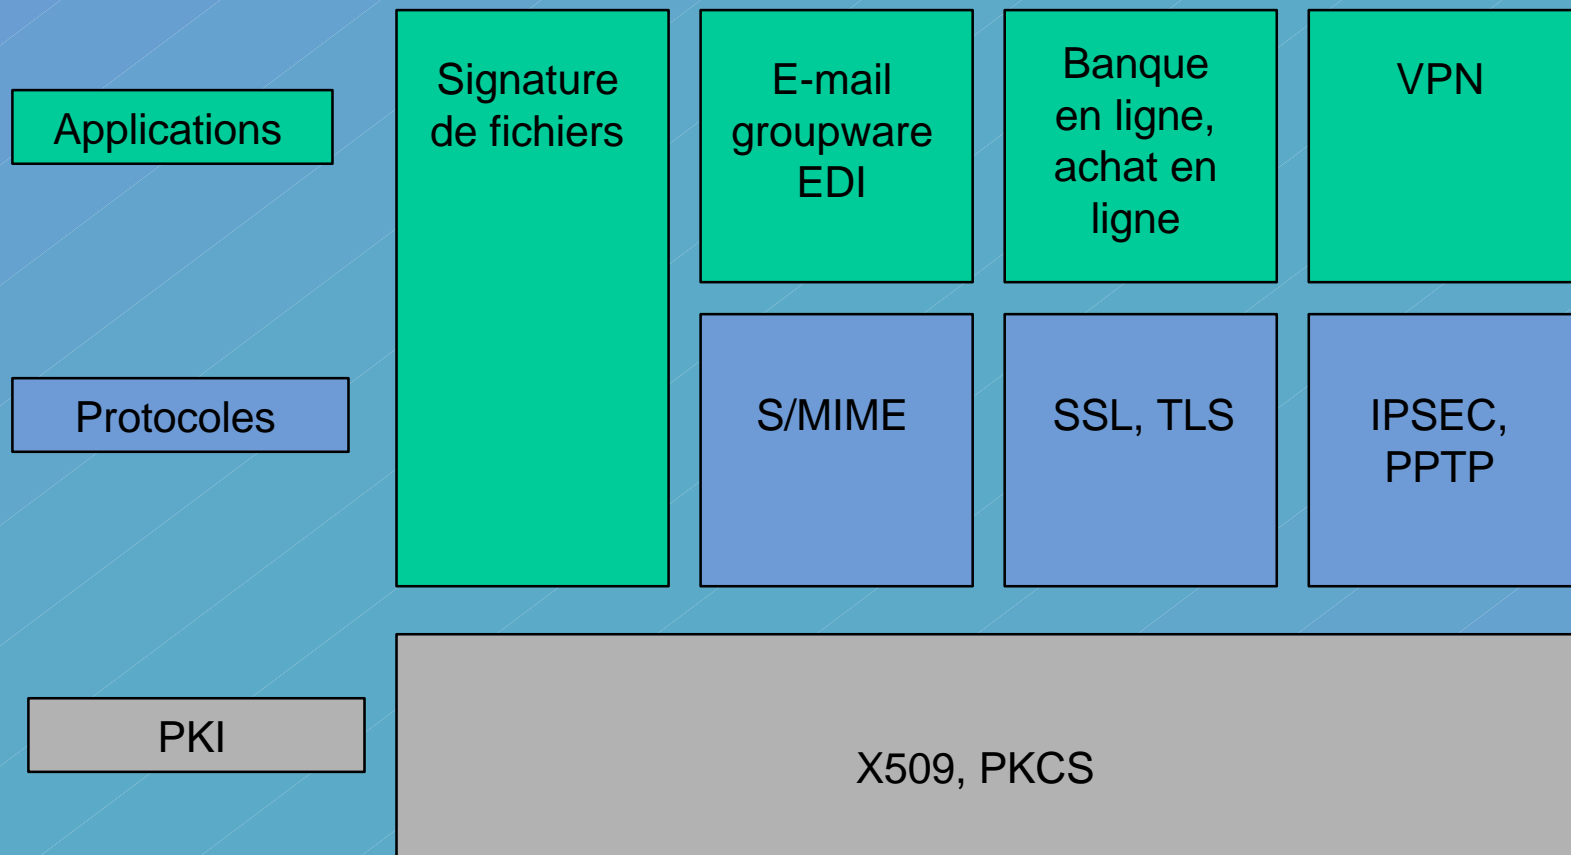 Applications
Signature
de fichiers
E-mail
groupware
EDI
Banque
en ligne,
achat en
ligne
VPN
Protocoles
S/MIME
SSL, TLS
IPSEC,
PPTP
PKI
X509, PKCS